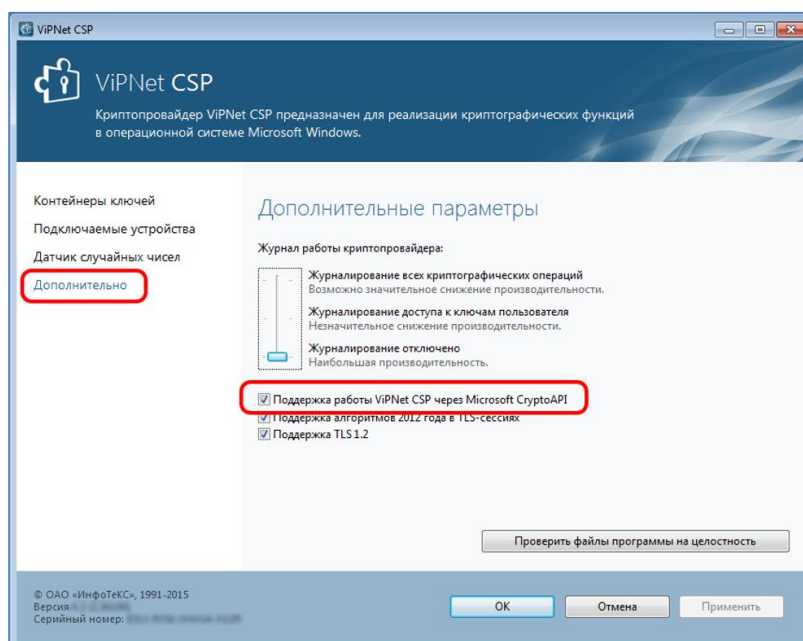 ViPNet CSP
ViPNet CSP
Криптопровайдер ViPNet CSP предназначен для реализации криптографических функций
в операционной системе Microsoft Windows.
Контейнеры ключей
Подключаемые устройства
Датчик случайных чисел
Дополнительно
Дополнительные параметры
Журнал работы криптопровайдера:
Журналирование всех криптографических операций
Возможно значительное снижение производительности.
Журналирование доступа к ключам пользователя
Незначительное снижение производительности.
Журналирование отключено
Наибольшая производительность.
Поддержка работы ViPNet CSP через Microsoft CryptoAPI
Поддержка алгоритмов 2012 года в TLS-сессиях
Поддержка TLS 1.2
Проверить файлы программы на целостность
© ОАО «ИнфоТеКС», 1991-2015
Версия
Серийный номер:
ОК
Отмена
Применить